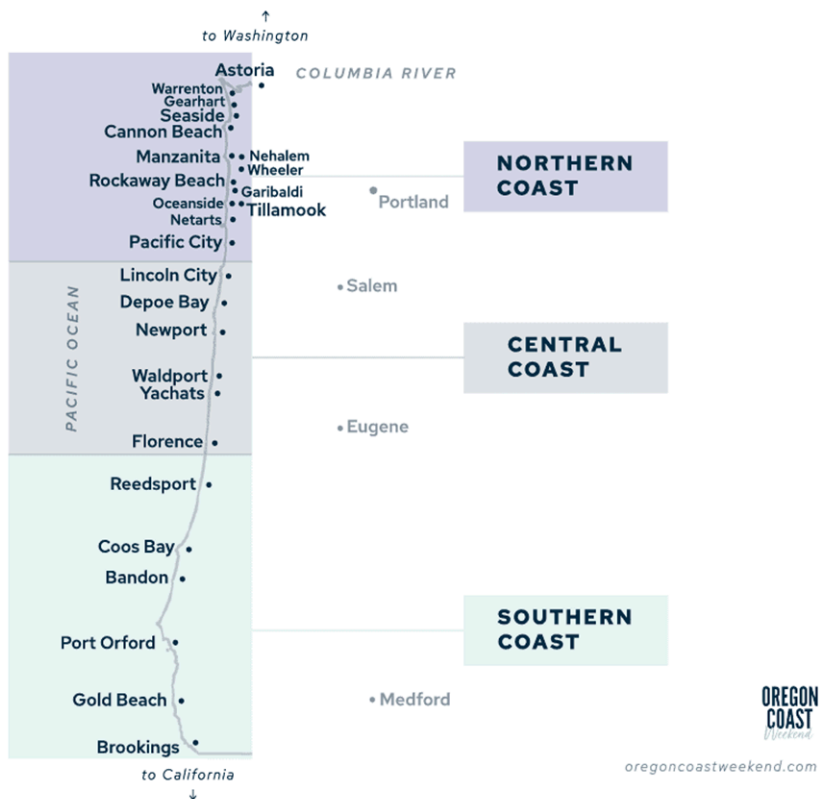 ↑
to Washington
Astoria
COLUMBIA RIVER
Warrenton
Gearhart
Seaside
Cannon Beach
Manzanita
Nehalem
Wheeler
Rockaway Beach
Garibaldi
Oceanside
Tillamook
Netarts
Pacific City
Portland
NORTHERN
COAST
PACIFIC OCEAN
Lincoln City
Depoe Bay
Newport
Waldport
Yachats
Florence
Salem
Eugene
CENTRAL
COAST
Reedsport
Coos Bay
Bandon
Port Orford
Gold Beach
Brookings
Medford
SOUTHERN
COAST
to California
↓
OREGON
COAST
Weekend
oregoncoastweekend.com